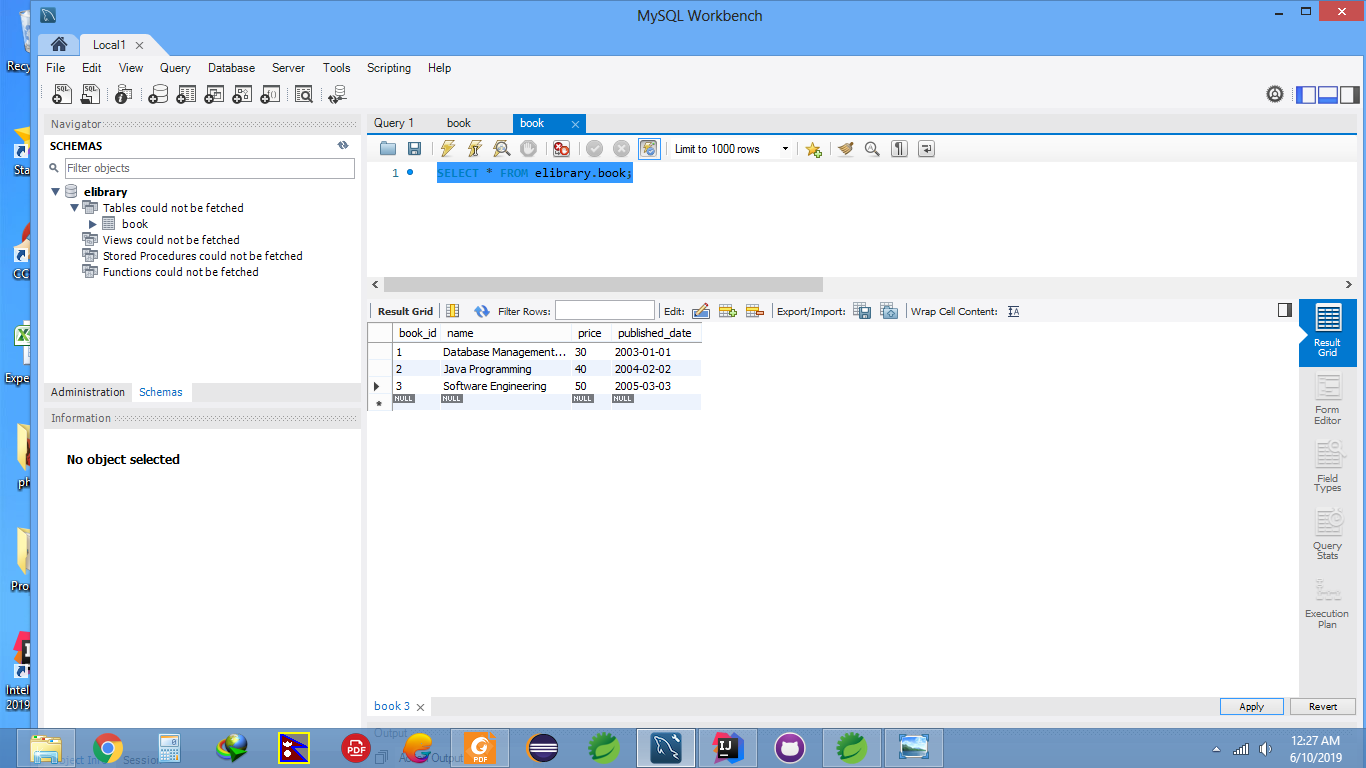 MySQL Workbench
Recy
Local1
File Edit View Query Database Server Tools Scripting Help
Navigator
SCHEMAS
Filter objects
elibrary
Tables could not be fetched
book
Views could not be fetched
Stored Procedures could not be fetched
Functions could not be fetched
Administration Schemas
Information
No object selected
Query 1 book book
Limit to 1000 rows
1 SELECT * FROM elibrary.book;
Result Grid Filter Rows: Edit: Export/Import: Wrap Cell Content:
book_id name price published_date
1 Database Management... 30 2003-01-01
2 Java Programming 40 2004-02-02
3 Software Engineering 50 2005-03-03
NULL NULL NULL NULL
Result
Grid
Form
Editor
Field
Types
Query
Stats
Execution
Plan
book 3
Apply Revert
Sta
CC
Expe
ph
Pro
Intel
2019
Output
PDF
PDF
IJ
12:27 AM
6/10/2019